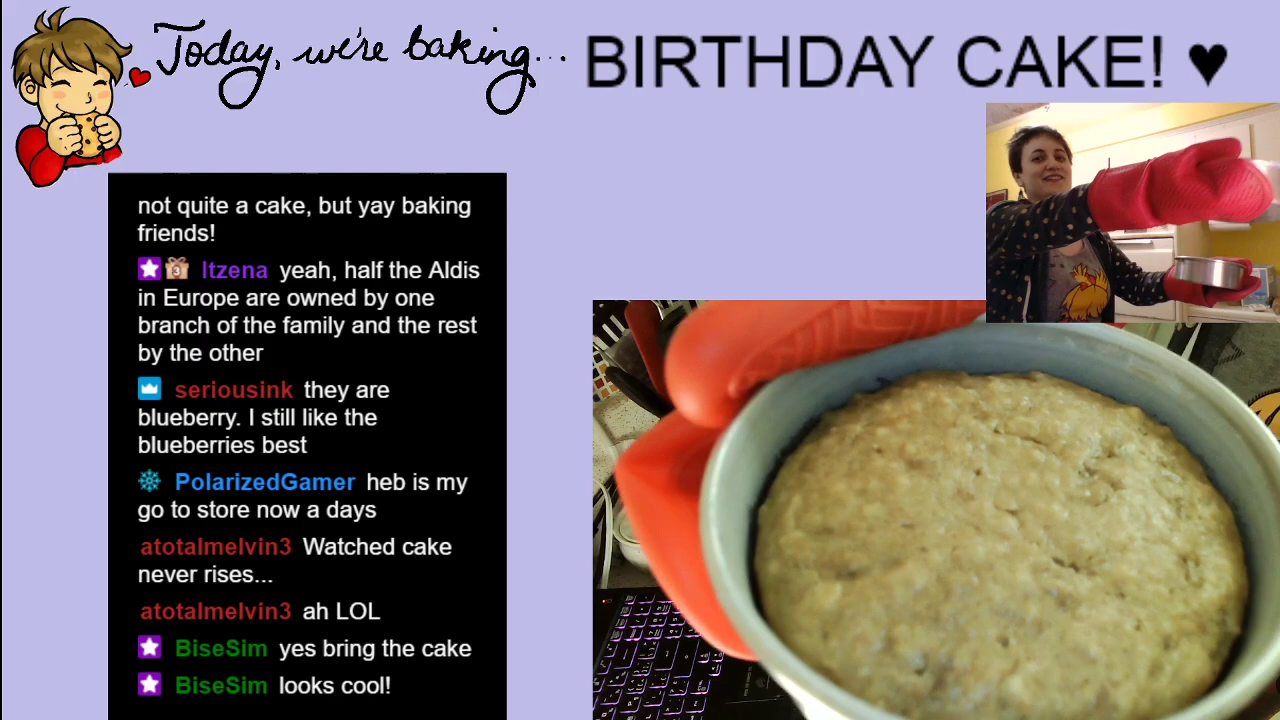 Today, we're baking... BIRTHDAY CAKE! ♥
not quite a cake, but yay baking
friends!
3 Itzena yeah, half the Aldis
in Europe are owned by one
branch of the family and the rest
by the other
seriousink they are
blueberry. I still like the
blueberries best
PolarizedGamer heb is my
go to store now a days
atotalmelvin3 Watched cake
never rises...
atotalmelvin3 ah LOL
BiseSim yes bring the cake
BiseSim looks cool!